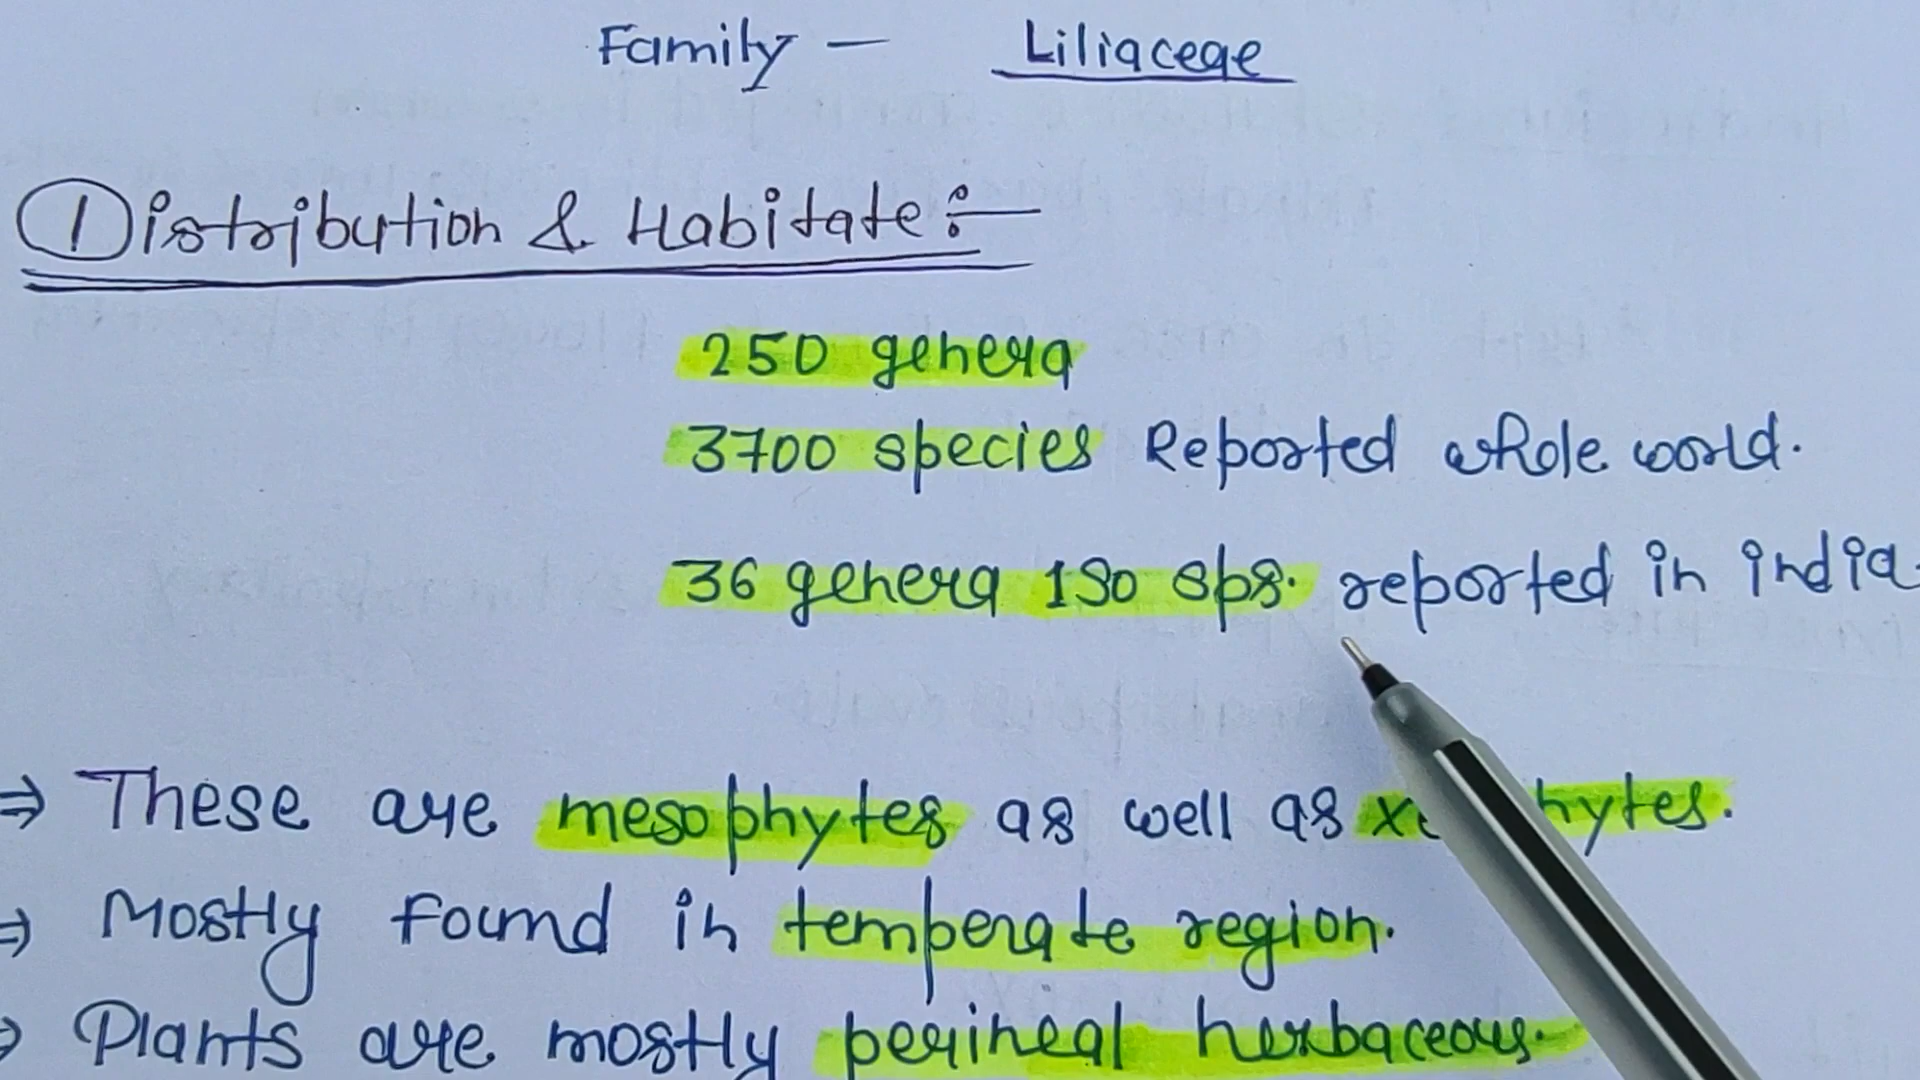 Family — Liliaceae
① Distribution & Habitate :—
250 genera
3700 species Reported whole world.
36 genera 190 sps. reported in india.
⇒ These are mesophytes as well as
⇒ Mostly found in temperate region.
⇒ Plants are mostly perineal herbaceous.